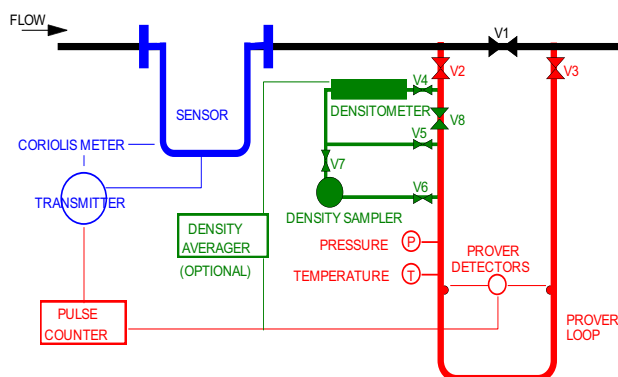 FLOW
V1
V2
V3
V4
DENSITOMETER
V8
SENSOR
V5
CORIOLIS METER
V7
V6
TRANSMITTER
DENSITY SAMPLER
DENSITY
AVERAGER
(OPTIONAL)
PRESSURE
P
PROVER
DETECTORS
TEMPERATURE
T
PULSE
COUNTER
PROVER
LOOP